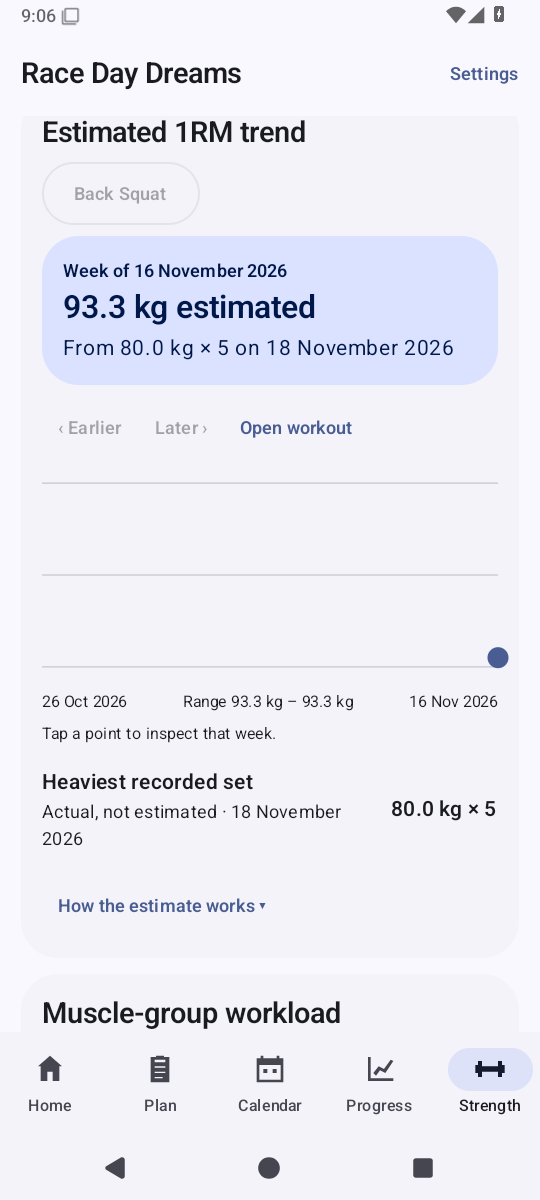 9:06
Race Day Dreams
Settings
Estimated 1RM trend
Back Squat
Week of 16 November 2026
93.3 kg estimated
From 80.0 kg × 5 on 18 November 2026
‹ Earlier
Later ›
Open workout
26 Oct 2026
Range 93.3 kg – 93.3 kg
16 Nov 2026
Tap a point to inspect that week.
Heaviest recorded set
Actual, not estimated · 18 November
2026
80.0 kg × 5
How the estimate works ▾
Muscle-group workload
Home
Plan
Calendar
Progress
Strength